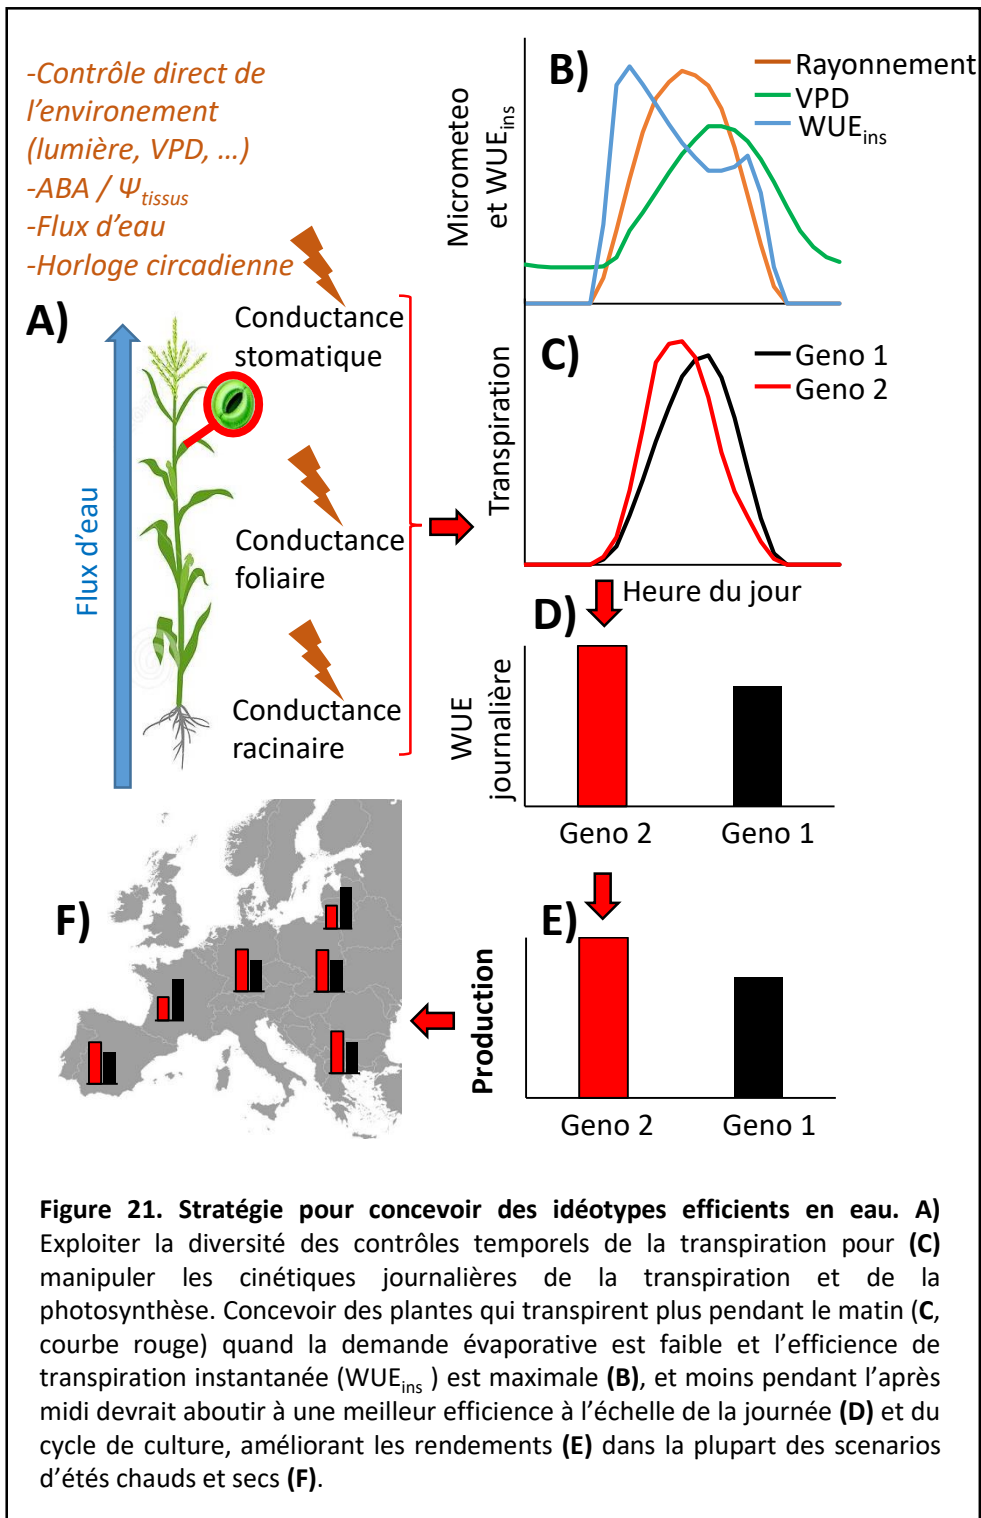 -Contrôle direct de
l'environement
(lumière, VPD, ...)
-ABA / Ψtissus
-Flux d'eau
-Horloge circadienne
A)
Flux d'eau
Conductance
stomatique
Conductance
foliaire
Conductance
racinaire
B)
Micrometeo
et WUEins
Rayonnement
VPD
WUEins
C)
Transpiration
Geno 1
Geno 2
Heure du jour
D)
WUE
journalière
Geno 2
Geno 1
E)
Production
Geno 2
Geno 1
F)
Figure 21. Stratégie pour concevoir des idéotypes efficients en eau. A)
Exploiter la diversité des contrôles temporels de la transpiration pour (C)
manipuler les cinétiques journalières de la transpiration et de la
photosynthèse. Concevoir des plantes qui transpirent plus pendant le matin (C,
courbe rouge) quand la demande évaporative est faible et l'efficience de
transpiration instantanée (WUEins ) est maximale (B), et moins pendant l'après
midi devrait aboutir à une meilleur efficience à l'échelle de la journée (D) et du
cycle de culture, améliorant les rendements (E) dans la plupart des scenarios
d'étés chauds et secs (F).